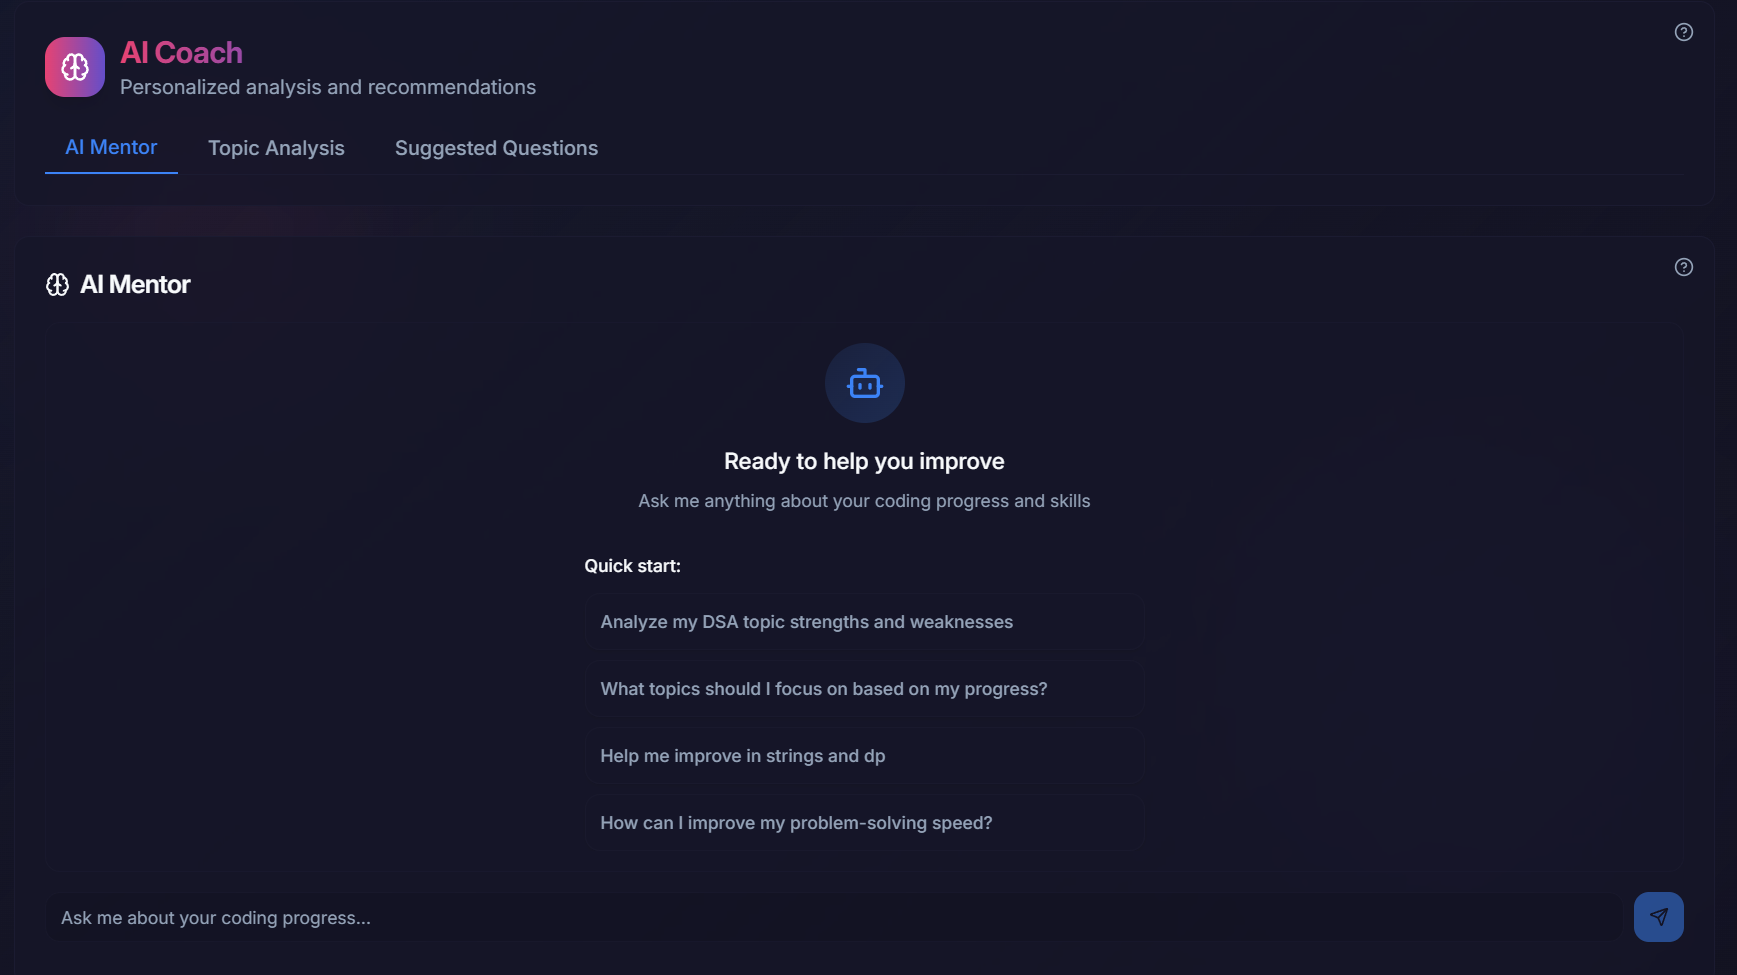 AI Coach
Personalized analysis and recommendations
AI Mentor
Topic Analysis
Suggested Questions
AI Mentor
Ready to help you improve
Ask me anything about your coding progress and skills
Quick start:
Analyze my DSA topic strengths and weaknesses
What topics should I focus on based on my progress?
Help me improve in strings and dp
How can I improve my problem-solving speed?
Ask me about your coding progress...